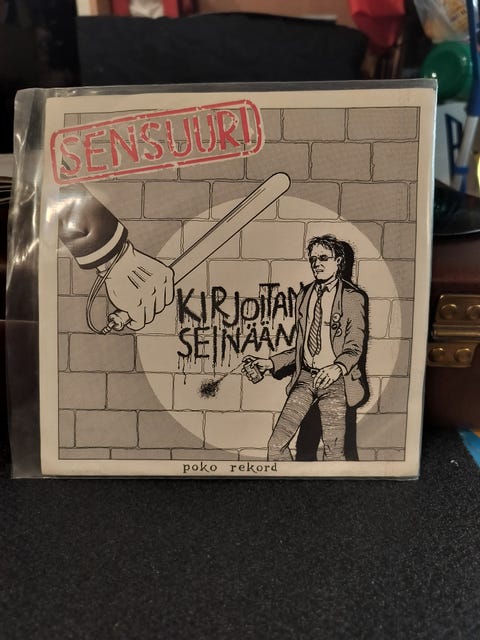 SENSUURI
KIRJOITAN
SEINÄÄN
poko rekord